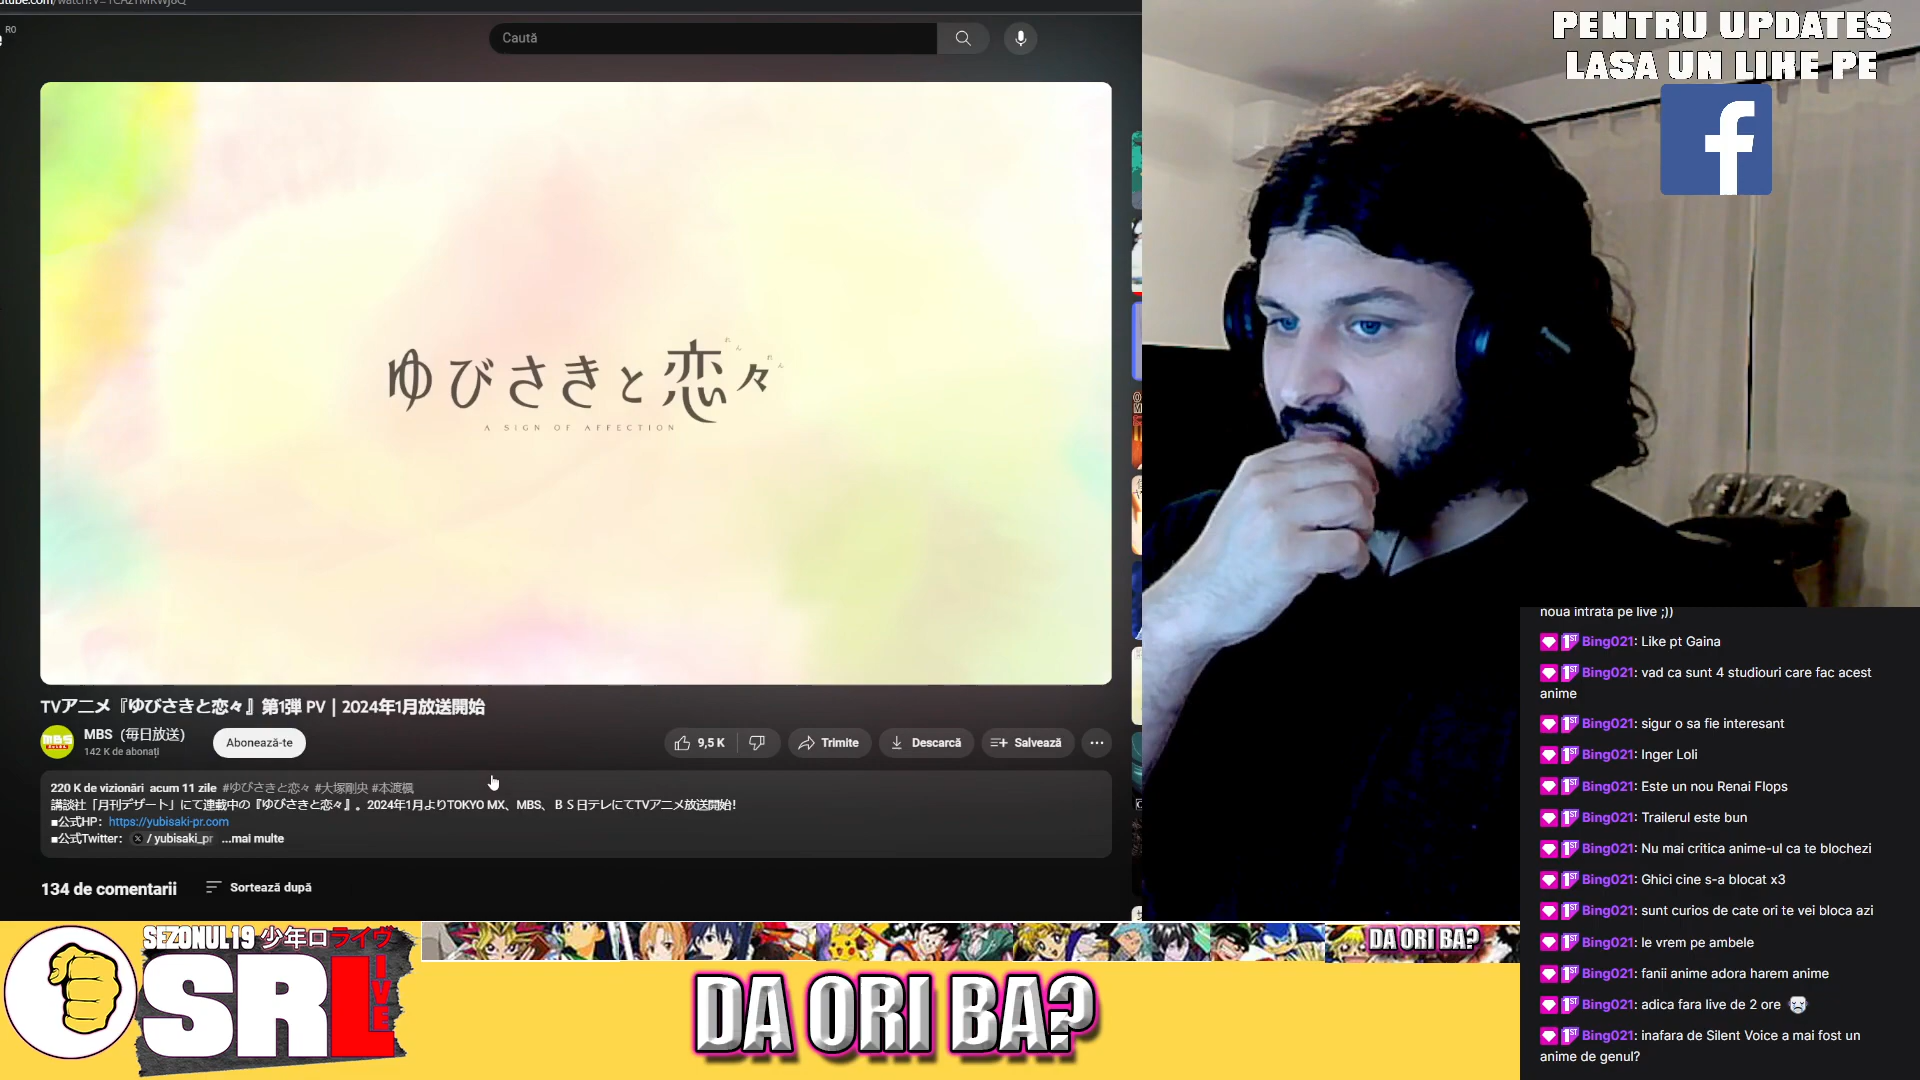 utube.com/watch?v=TCAzYMKWj8Q
RO
Caută
PENTRU UPDATES
LASA UN LIKE PE
f
ゆびさきと恋々
れんれん
A SIGN OF AFFECTION
TVアニメ『ゆびさきと恋々』第1弾 PV | 2024年1月放送開始
MBS（毎日放送）
142 K de abonați
Abonează-te
9,5 K
Trimite
Descarcă
Salvează
220 K de vizionări acum 11 zile #ゆびさきと恋々 #大塚剛央 #本渡楓
講談社「月刊デザート」にて連載中の『ゆびさきと恋々』。2024年1月よりTOKYO MX、MBS、ＢＳ日テレにてTVアニメ放送開始!
■公式HP： https://yubisaki-pr.com
■公式Twitter： / yubisaki_pr ...mai multe
134 de comentarii
Sortează după
noua intrata pe live ;))
Bing021: Like pt Gaina
Bing021: vad ca sunt 4 studiouri care fac acest
anime
Bing021: sigur o sa fie interesant
Bing021: Inger Loli
Bing021: Este un nou Renai Flops
Bing021: Trailerul este bun
Bing021: Nu mai critica anime-ul ca te blochezi
Bing021: Ghici cine s-a blocat x3
Bing021: sunt curios de cate ori te vei bloca azi
Bing021: le vrem pe ambele
Bing021: fanii anime adora harem anime
Bing021: adica fara live de 2 ore
Bing021: inafara de Silent Voice a mai fost un
anime de genul?
SEZONUL19 少年ロライヴ
SRL
LIVE
DA ORI BA?
DA ORI BA?